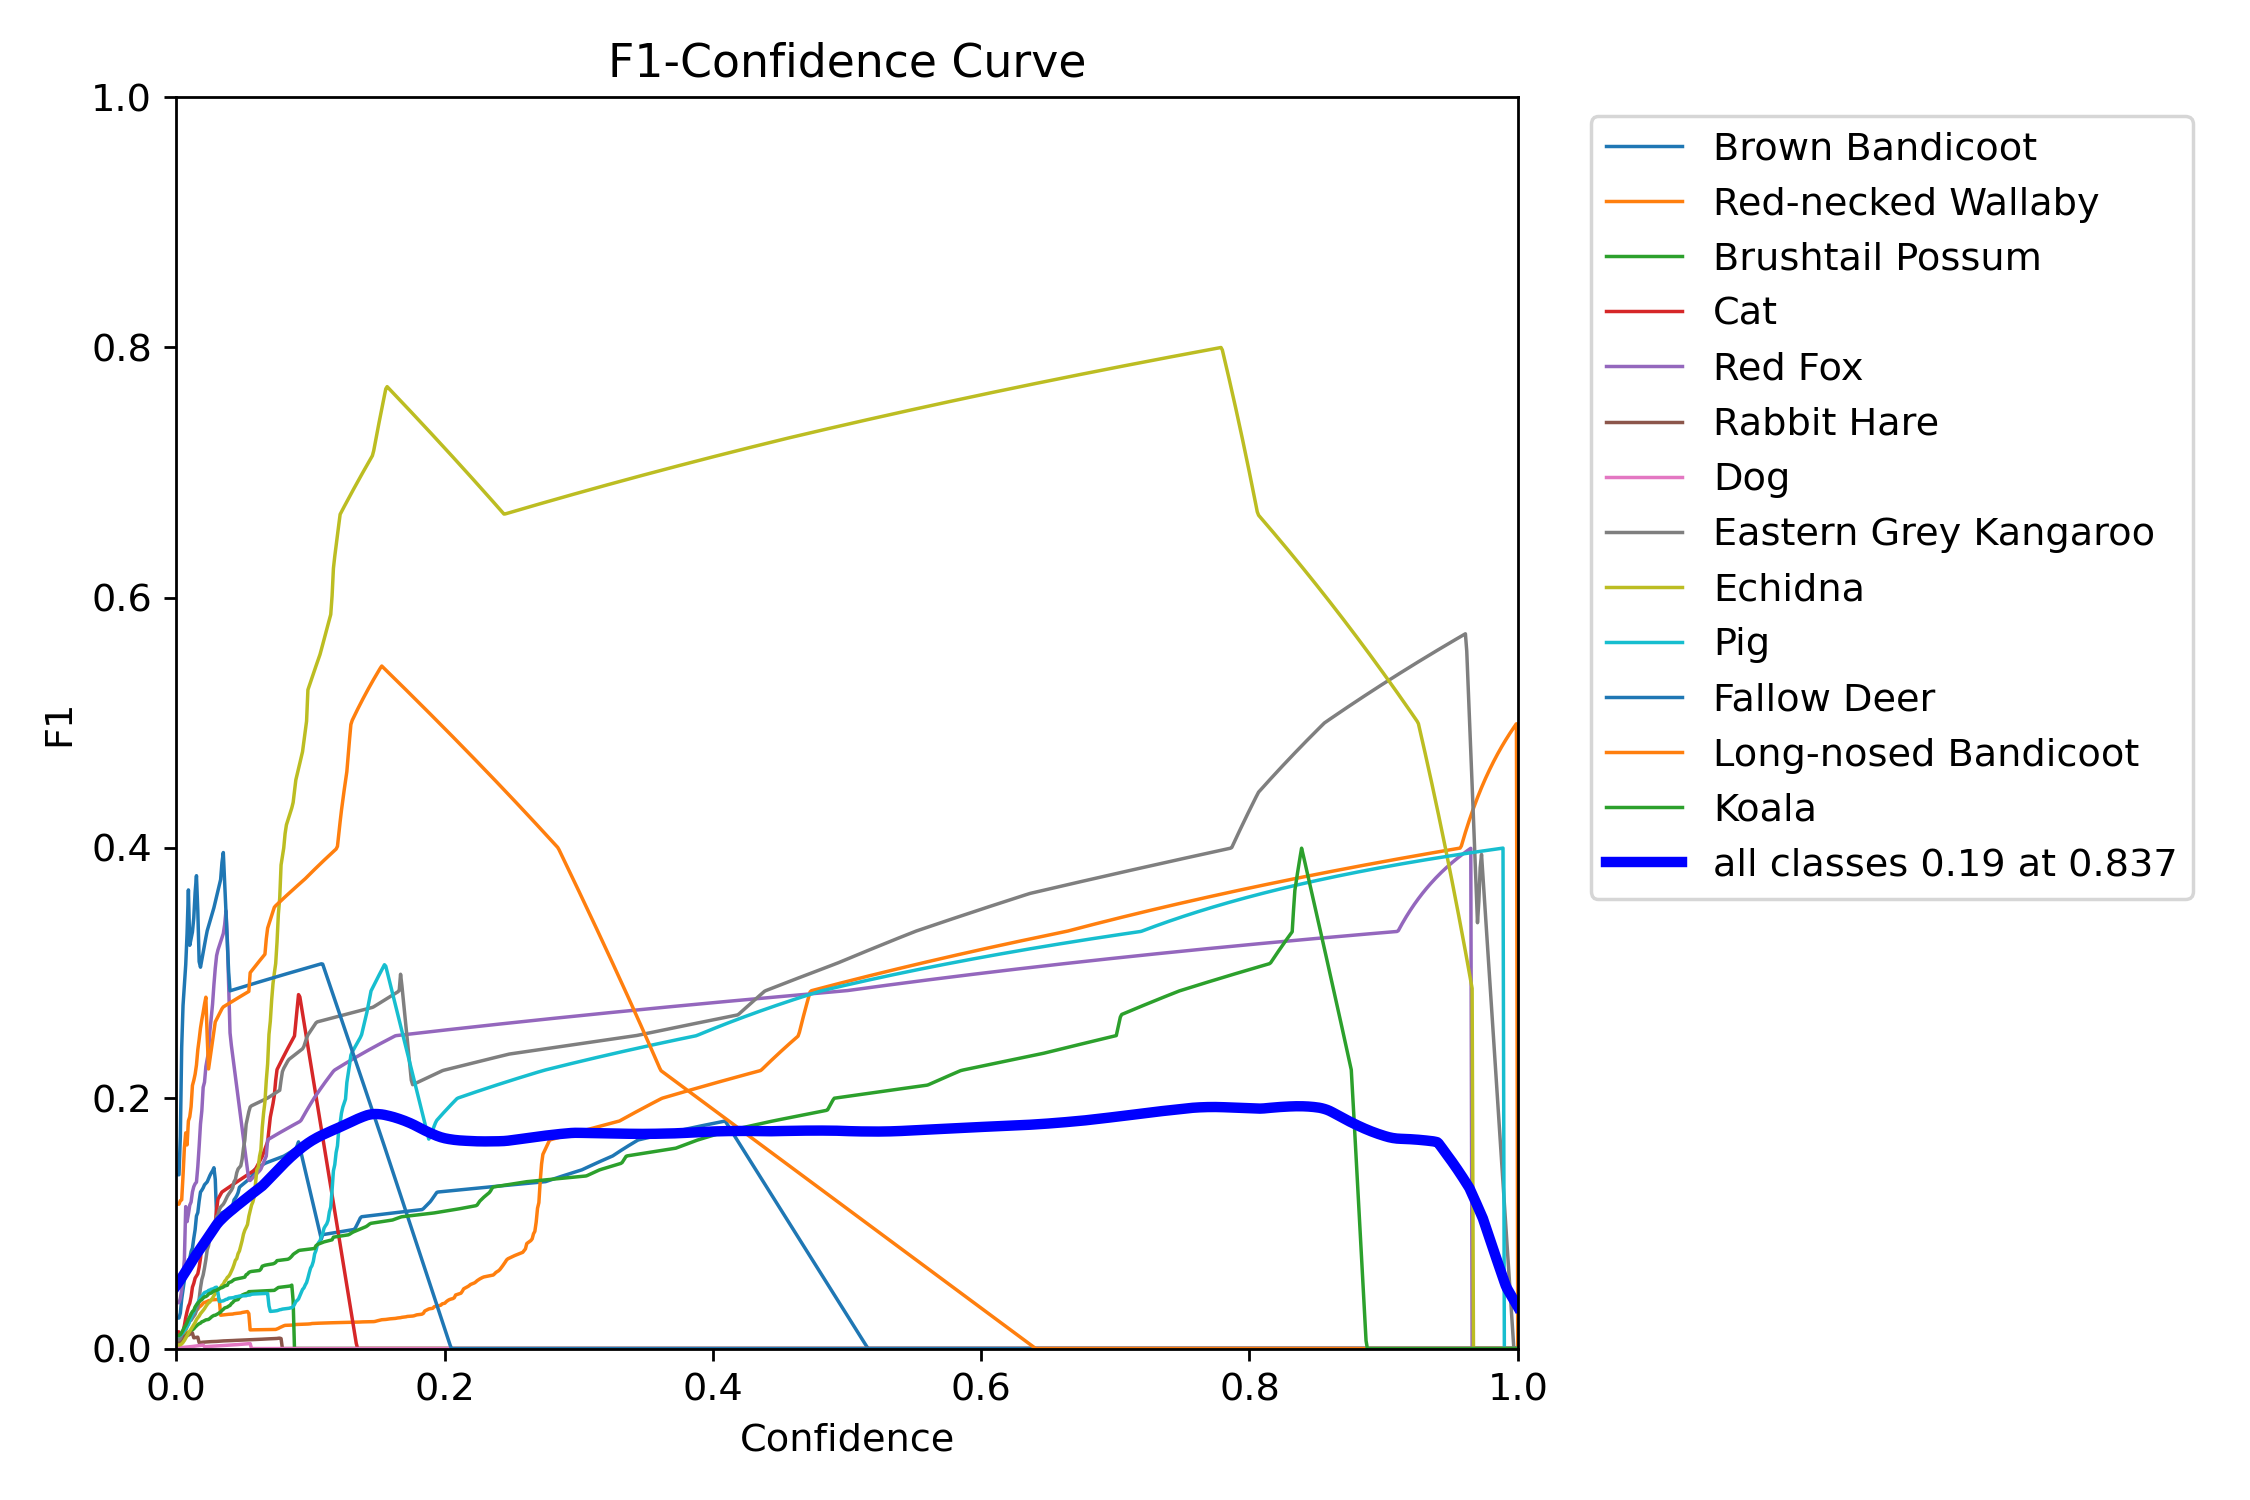 F1-Confidence Curve
1.0
0.8
0.6
0.4
0.2
0.0
F1
0.0 0.2 0.4 0.6 0.8 1.0
Confidence
Brown Bandicoot
Red-necked Wallaby
Brushtail Possum
Cat
Red Fox
Rabbit Hare
Dog
Eastern Grey Kangaroo
Echidna
Pig
Fallow Deer
Long-nosed Bandicoot
Koala
all classes 0.19 at 0.837